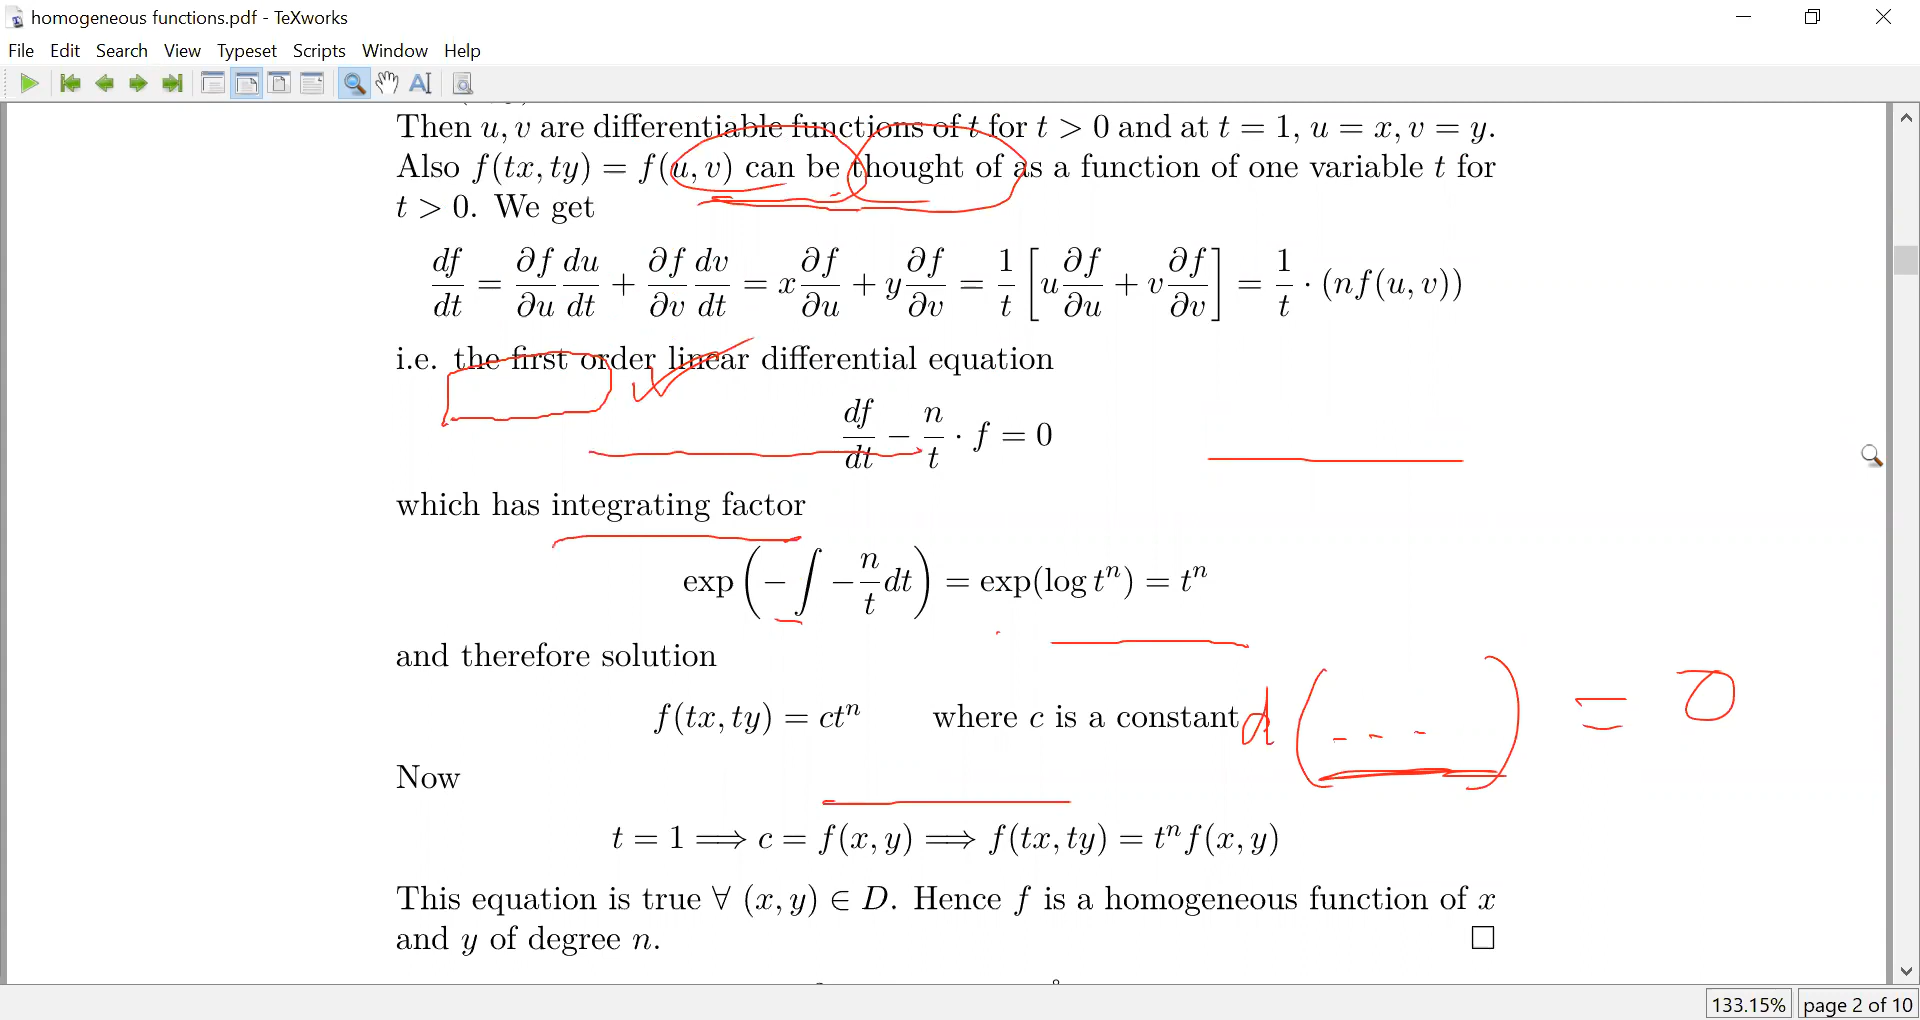 homogeneous functions.pdf - TeXworks
File Edit Search View Typeset Scripts Window Help
Then u, v are differentiable functions of t for t > 0 and at t = 1, u = x, v = y.
Also f(tx, ty) = f(u, v) can be thought of as a function of one variable t for
t > 0. We get
df/dt = ∂f/∂u du/dt + ∂f/∂v dv/dt = x ∂f/∂u + y ∂f/∂v = 1/t [u ∂f/∂u + v ∂f/∂v] = 1/t · (nf(u, v))
i.e. the first order linear differential equation
df/dt − n/t · f = 0
which has integrating factor
exp(−∫ −n/t dt) = exp(log tⁿ) = tⁿ
and therefore solution
f(tx, ty) = ctⁿ where c is a constant
d(...) = 0
Now
t = 1 ⟹ c = f(x, y) ⟹ f(tx, ty) = tⁿf(x, y)
This equation is true ∀ (x, y) ∈ D. Hence f is a homogeneous function of x
and y of degree n. □
133.15% page 2 of 10